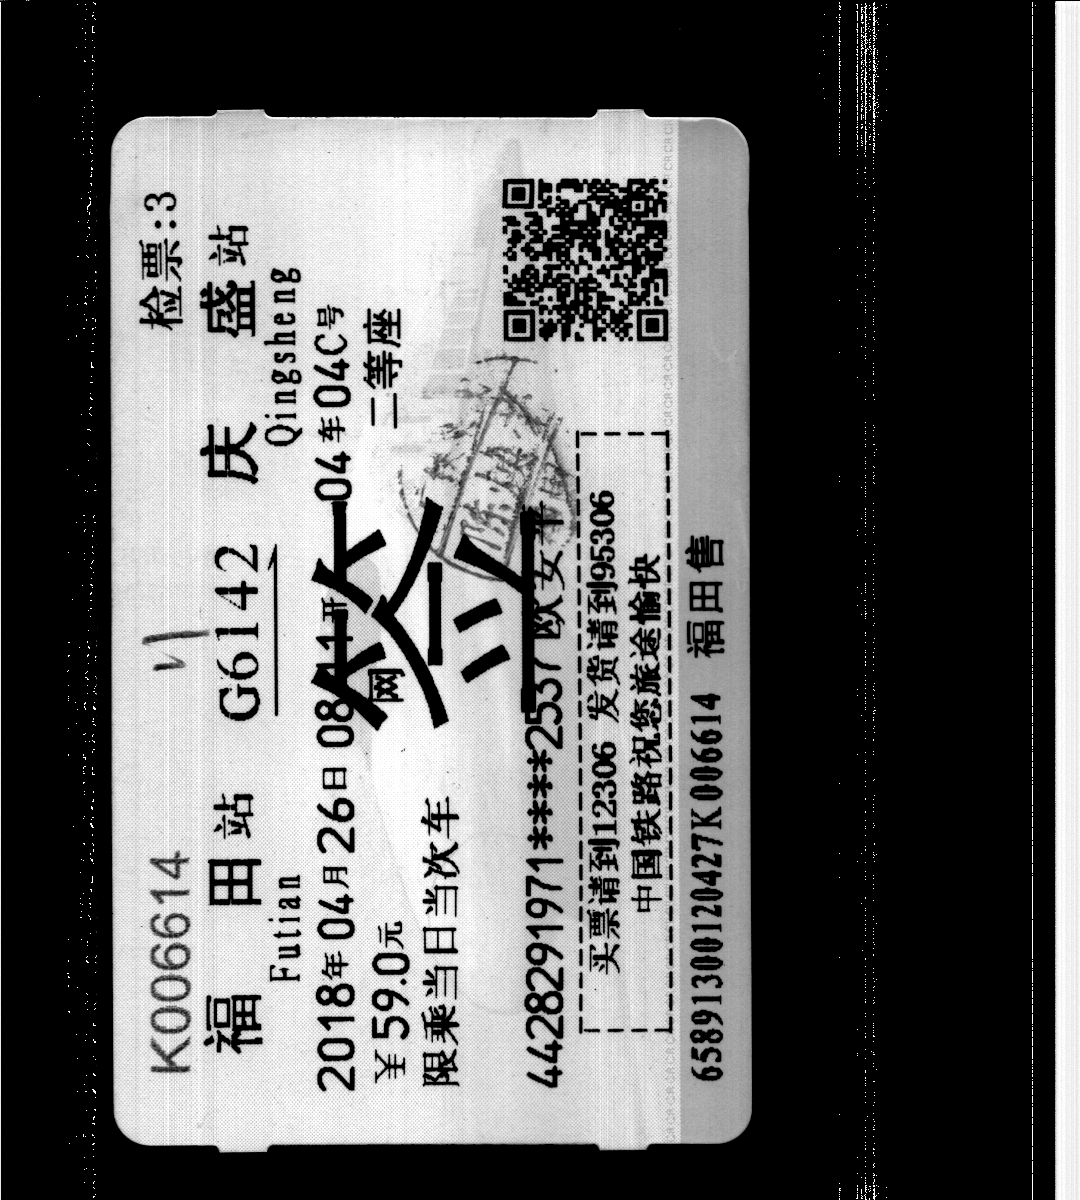 K006614 检票:3
福田站 G6142 庆盛站
Futian Qingsheng
2018年04月26日 08:11开 04车04C号
¥59.0元 网 二等座
签
限乘当日当次车
4428291971****2537 欧女平
买票请到12306 发货请到95306
中国铁路祝您旅途愉快
65891300120427K006614 福田售